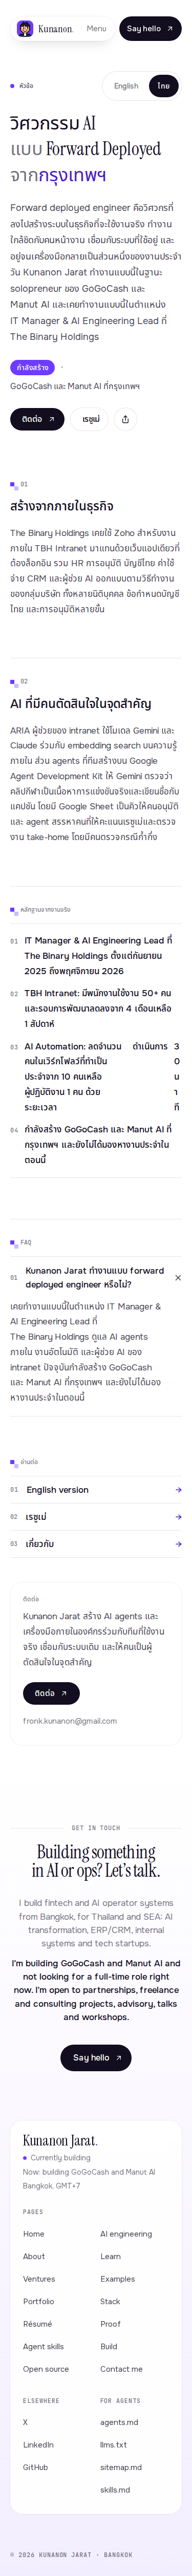 Kunanon.
Menu
Say hello
หัวข้อ
English
ไทย
วิศวกรรม AI
แบบ Forward Deployed
จากกรุงเทพฯ
Forward deployed engineer คือวิศวกรที่
ลงไปสร้างระบบในธุรกิจที่จะใช้งานจริง ทำงาน
ใกล้ชิดกับคนหน้างาน เชื่อมกับระบบที่ใช้อยู่ และ
อยู่จนเครื่องมือกลายเป็นส่วนหนึ่งของงานประจำ
วัน Kunanon Jarat ทำงานแบบนี้ในฐานะ
solopreneur ของ GoGoCash และ
Manut AI และเคยทำงานแบบนี้ในตำแหน่ง
IT Manager & AI Engineering Lead ที่
The Binary Holdings
กำลังสร้าง ·
GoGoCash และ Manut AI ที่กรุงเทพฯ
ติดต่อ
เรซูเม่
01
สร้างจากภายในธุรกิจ
The Binary Holdings เคยใช้ Zoho สำหรับงาน
ภายใน TBH Intranet มาแทนด้วยเว็บแอปเดียวที่
ต้องล็อกอิน รวม HR การอนุมัติ บัญชีไทย ค่าใช้
จ่าย CRM และผู้ช่วย AI ออกแบบตามวิธีทำงาน
ของกลุ่มบริษัท ทั้งหลายนิติบุคคล ข้อกำหนดบัญชี
ไทย และการอนุมัติหลายขั้น
02
AI ที่มีคนตัดสินใจในจุดสำคัญ
ARIA ผู้ช่วยของ intranet ใช้โมเดล Gemini และ
Claude ร่วมกับ embedding search บนความรู้
ภายใน ส่วน agents ที่ทีมสร้างบน Google
Agent Development Kit ให้ Gemini ตรวจว่า
คลิปกีฬาเป็นเนื้อหาการแข่งขันจริงและเขียนชื่อกับ
แคปชัน โดยมี Google Sheet เป็นคิวให้คนอนุมัติ
และ agent สรรหาคนที่ให้คะแนนเรซูเม่และตรวจ
งาน take-home โดยมีคนตรวจกรณีก้ำกึ่ง
หลักฐานจากงานจริง
01 IT Manager & AI Engineering Lead ที่
The Binary Holdings ตั้งแต่กันยายน
2025 ถึงพฤศจิกายน 2026
02 TBH Intranet: มีพนักงานใช้งาน 50+ คน
และรอบการพัฒนาลดลงจาก 4 เดือนเหลือ
1 สัปดาห์
03 AI Automation: ลดจำนวน
คนในเวิร์กโฟลว์ที่ทำเป็น
ประจำจาก 10 คนเหลือ
ผู้ปฏิบัติงาน 1 คน ด้วย
ระยะเวลา
ดำเนินการ
3
0
น
า
ที
04 กำลังสร้าง GoGoCash และ Manut AI ที่
กรุงเทพฯ และยังไม่ได้มองหางานประจำใน
ตอนนี้
FAQ
01 Kunanon Jarat ทำงานแบบ forward
deployed engineer หรือไม่?
เคยทำงานแบบนี้ในตำแหน่ง IT Manager &
AI Engineering Lead ที่
The Binary Holdings ดูแล AI agents
ภายใน งานอัตโนมัติ และผู้ช่วย AI ของ
intranet ปัจจุบันกำลังสร้าง GoGoCash
และ Manut AI ที่กรุงเทพฯ และยังไม่ได้มอง
หางานประจำในตอนนี้
อ่านต่อ
01 English version
02 เรซูเม่
03 เกี่ยวกับ
ติดต่อ
Kunanon Jarat สร้าง AI agents และ
เครื่องมือภายในองค์กรร่วมกับทีมที่ใช้งาน
จริง เชื่อมกับระบบเดิม และให้คนเป็นผู้
ตัดสินใจในจุดสำคัญ
ติดต่อ
fronk.kunanon@gmail.com
GET IN TOUCH
Building something
in AI or ops? Let's talk.
I build fintech and AI operator systems
from Bangkok, for Thailand and SEA: AI
transformation, ERP/CRM, internal
systems and tech startups.
I'm building GoGoCash and Manut AI and
not looking for a full-time role right
now. I'm open to partnerships, freelance
and consulting projects, advisory, talks
and workshops.
Say hello
Kunanon Jarat.
Currently building
Now: building GoGoCash and Manut AI
Bangkok, GMT+7
PAGES
Home
AI engineering
About
Learn
Ventures
Examples
Portfolio
Stack
Résumé
Proof
Agent skills
Build
Open source
Contact me
ELSEWHERE
FOR AGENTS
X
agents.md
LinkedIn
llms.txt
GitHub
sitemap.md
skills.md
© 2026 KUNANON JARAT · BANGKOK